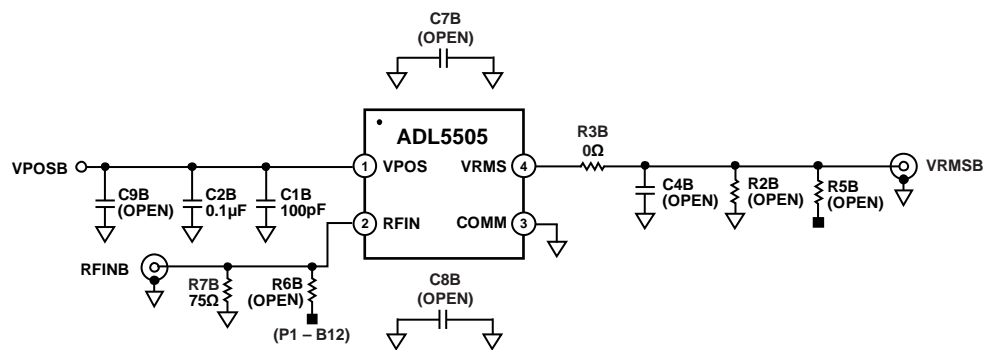 C7B
(OPEN)
ADL5505
VPOSB
1
VPOS
VRMS
4
R3B
0Ω
VRMSB
C9B
(OPEN)
C2B
0.1µF
C1B
100pF
2
RFIN
COMM
3
C4B
(OPEN)
R2B
(OPEN)
R5B
(OPEN)
RFINB
R7B
75Ω
R6B
(OPEN)
(P1 – B12)
C8B
(OPEN)